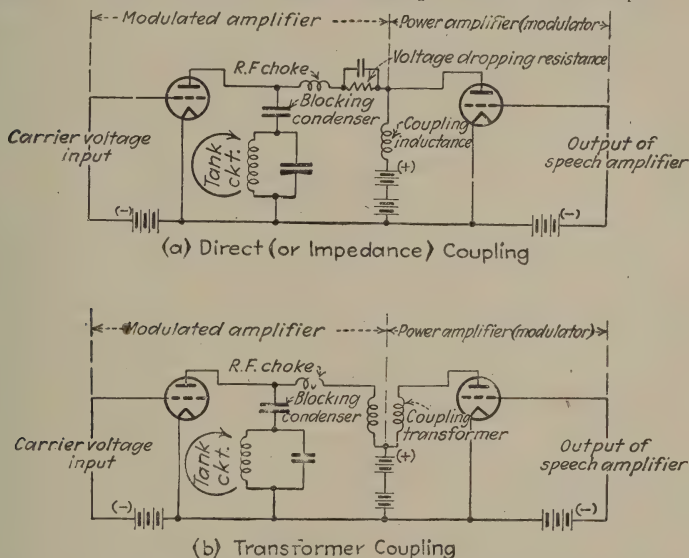 Modulated amplifier
Power amplifier (modulator)
R.F choke
Voltage dropping resistance
Blocking
condenser
Coupling
inductance
Carrier voltage
input
Tank
ckt.
(+)
Output of
speech amplifier
(-)
(-)
(a) Direct (or Impedance) Coupling
Modulated amplifier
Power amplifier (modulator)
R.F. choke
Blocking
condenser
Coupling
transformer
Carrier voltage
input
Tank
ckt.
(+)
Output of
speech amplifier
(-)
(-)
(b) Transformer Coupling